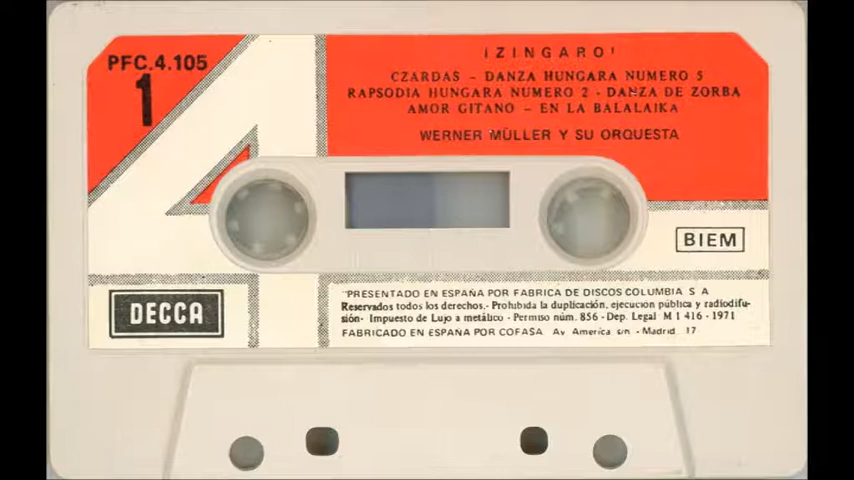 PFC.4.105
1
¡ZINGARO!
CZARDAS - DANZA HUNGARA NUMERO 5
RAPSODIA HUNGARA NUMERO 2 - DANZA DE ZORBA
AMOR GITANO - EN LA BALALAIKA
WERNER MÜLLER Y SU ORQUESTA
4
BIEM
DECCA
"PRESENTADO EN ESPAÑA POR FABRICA DE DISCOS COLUMBIA. S A
Reservados todos los derechos.- Prohibida la duplicación, ejecución pública y radiodifu-
sión- Impuesto de Lujo a metálico - Permiso núm. 856 - Dep. Legal M 1 416 - 1971
FABRICADO EN ESPAÑA POR COFASA Av America s/n - Madrid 17